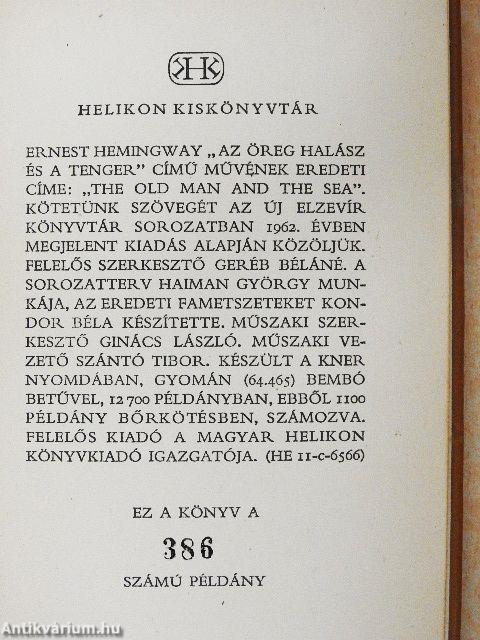 KHK
HELIKON KISKÖNYVTÁR
ERNEST HEMINGWAY „AZ ÖREG HALÁSZ
ÉS A TENGER” CÍMŰ MŰVÉNEK EREDETI
CÍME: „THE OLD MAN AND THE SEA”.
KÖTETÜNK SZÖVEGÉT AZ ÚJ ELZEVÍR
KÖNYVTÁR SOROZATBAN 1962. ÉVBEN
MEGJELENT KIADÁS ALAPJÁN KÖZÖLJÜK.
FELELŐS SZERKESZTŐ GERÉB BÉLÁNÉ. A
SOROZATTERV HAIMAN GYÖRGY MUN-
KÁJA, AZ EREDETI FAMETSZETEKET KON-
DOR BÉLA KÉSZÍTETTE. MŰSZAKI SZER-
KESZTŐ GINÁCS LÁSZLÓ. MŰSZAKI VE-
ZETŐ SZÁNTÓ TIBOR. KÉSZÜLT A KNER
NYOMDÁBAN, GYOMÁN (64.465) BEMBÓ
BETŰVEL, 12 700 PÉLDÁNYBAN, EBBŐL 1100
PÉLDÁNY BŐRKÖTÉSBEN, SZÁMOZVA.
FELELŐS KIADÓ A MAGYAR HELIKON
KÖNYVKIADÓ IGAZGATÓJA. (HE 11-c-6566)
EZ A KÖNYV A
386
SZÁMÚ PÉLDÁNY
Antikvárium.hu